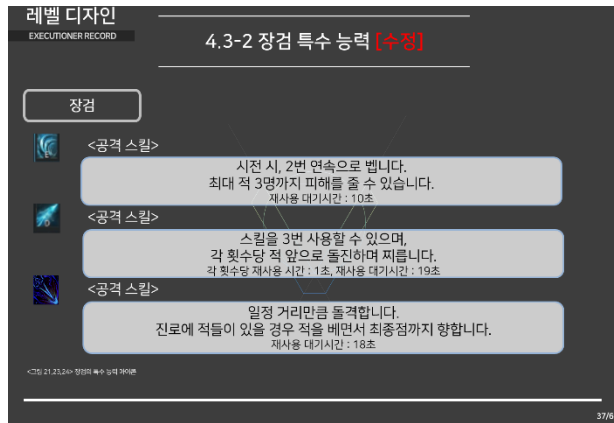 레벨 디자인
EXECUTIONER RECORD
4.3-2 장검 특수 능력 [수정]
장검
<공격 스킬>
시전 시, 2번 연속으로 벱니다.
최대 적 3명까지 피해를 줄 수 있습니다.
재사용 대기시간 : 10초
<공격 스킬>
스킬을 3번 사용할 수 있으며,
각 횟수당 적 앞으로 돌진하며 찌릅니다.
각 횟수당 재사용 시간 : 1초, 재사용 대기시간 : 19초
<공격 스킬>
일정 거리만큼 돌격합니다.
진로에 적들이 있을 경우 적을 베면서 최종점까지 향합니다.
재사용 대기시간 : 18초
<그림 21,23,24> 장검의 특수 능력 아이콘
37/6